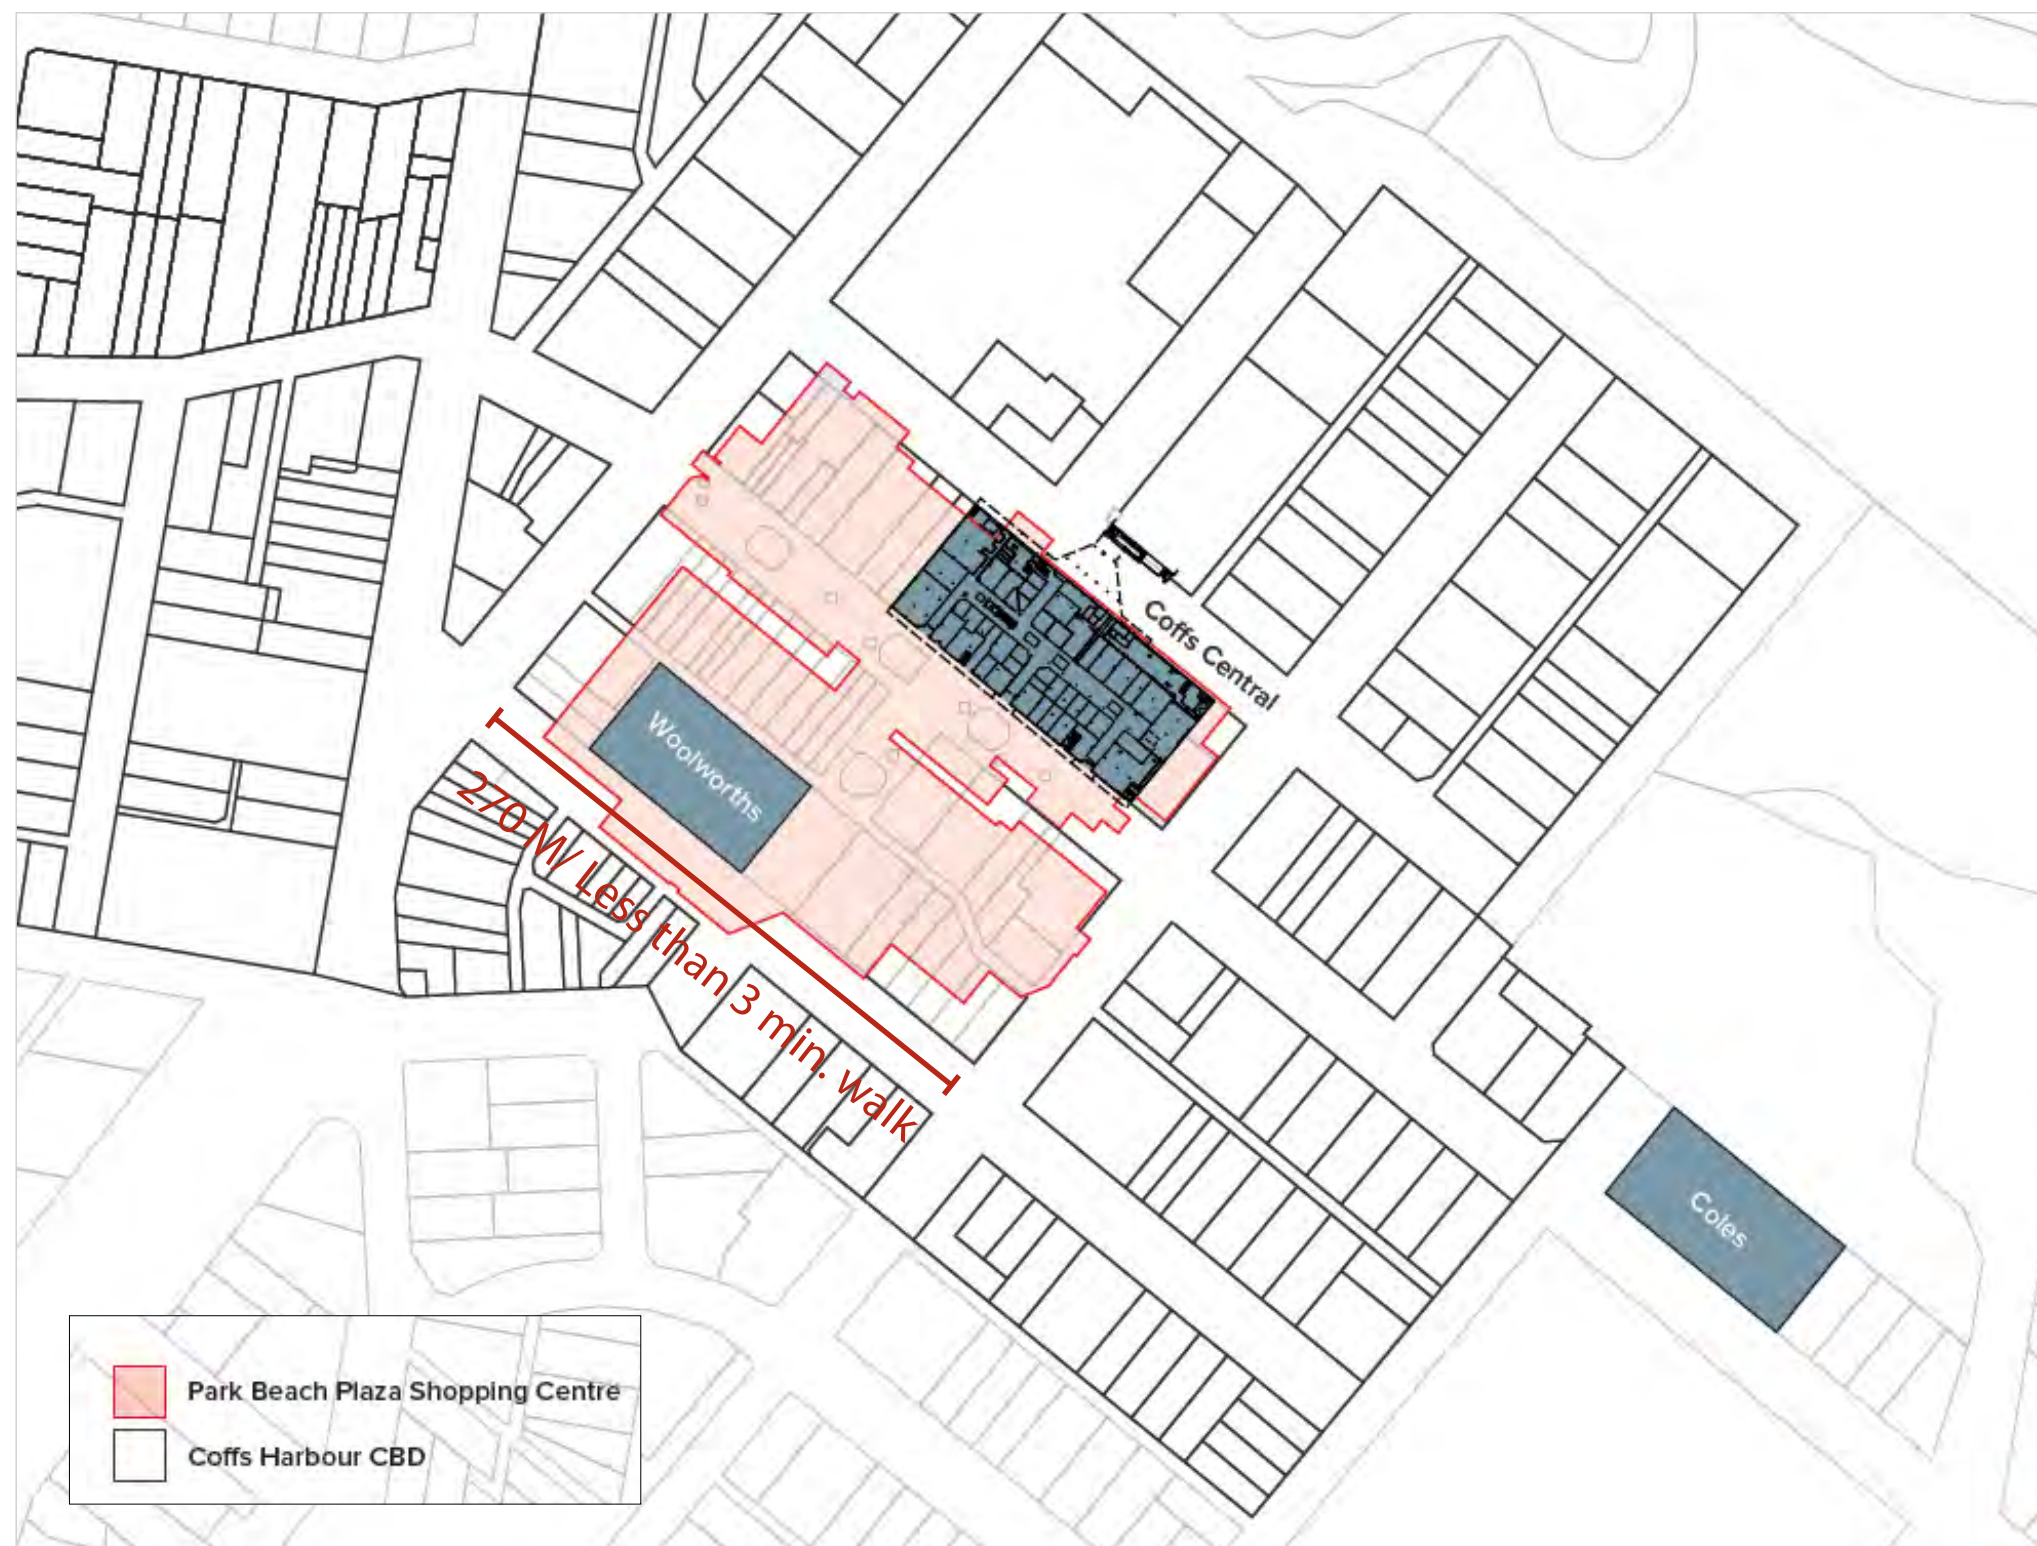 Coffs Central
Woolworths
270 M/ Less than 3 min. walk
Coles
Park Beach Plaza Shopping Centre
Coffs Harbour CBD